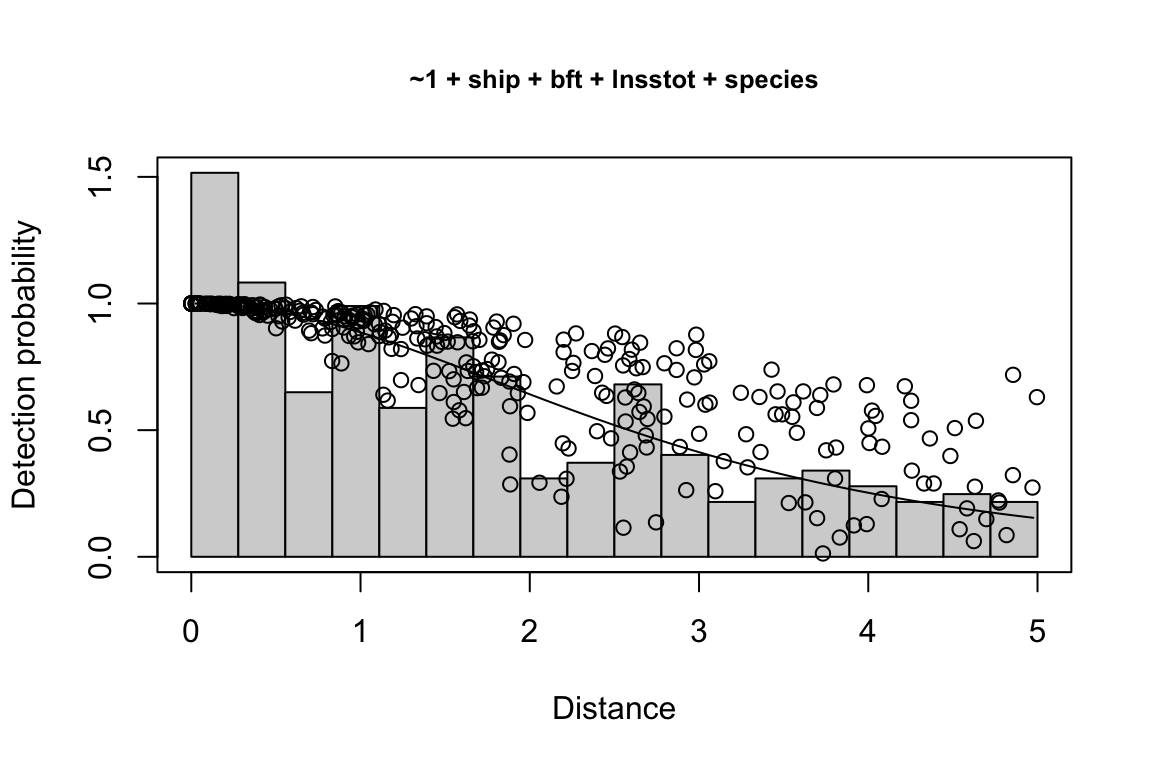 ~1 + ship + bft + lnsstot + species
Detection probability
1.5
1.0
0.5
0.0
0 1 2 3 4 5
Distance